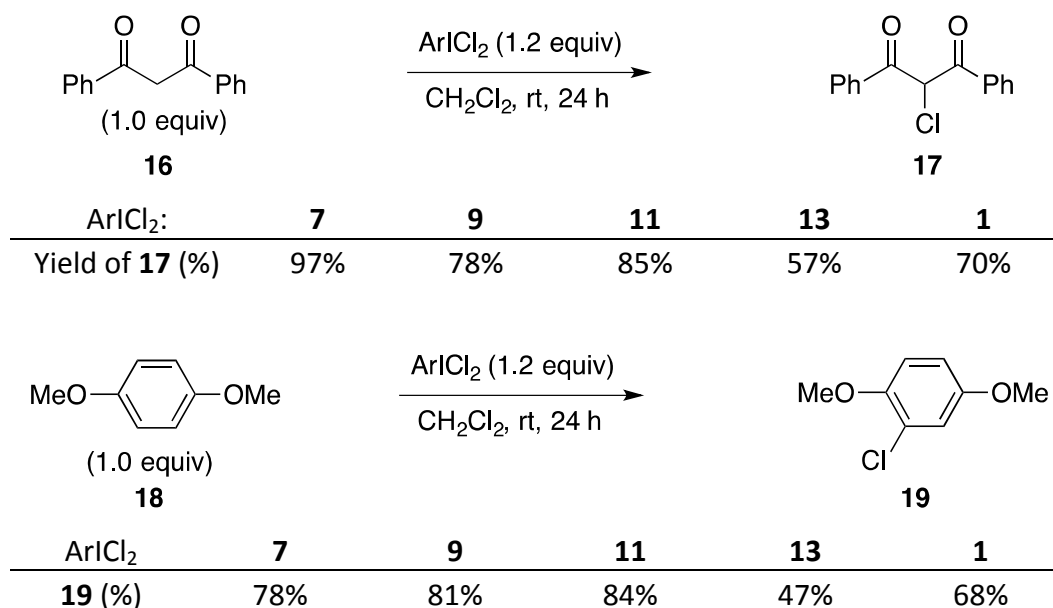 O O
Ph Ph
(1.0 equiv)
16
ArICl₂ (1.2 equiv)
CH₂Cl₂, rt, 24 h
O O
Ph Ph
Cl
17
ArICl₂: 7 9 11 13 1
Yield of 17 (%) 97% 78% 85% 57% 70%
MeO OMe
(1.0 equiv)
18
ArICl₂ (1.2 equiv)
CH₂Cl₂, rt, 24 h
MeO OMe
Cl
19
ArICl₂ 7 9 11 13 1
19 (%) 78% 81% 84% 47% 68%